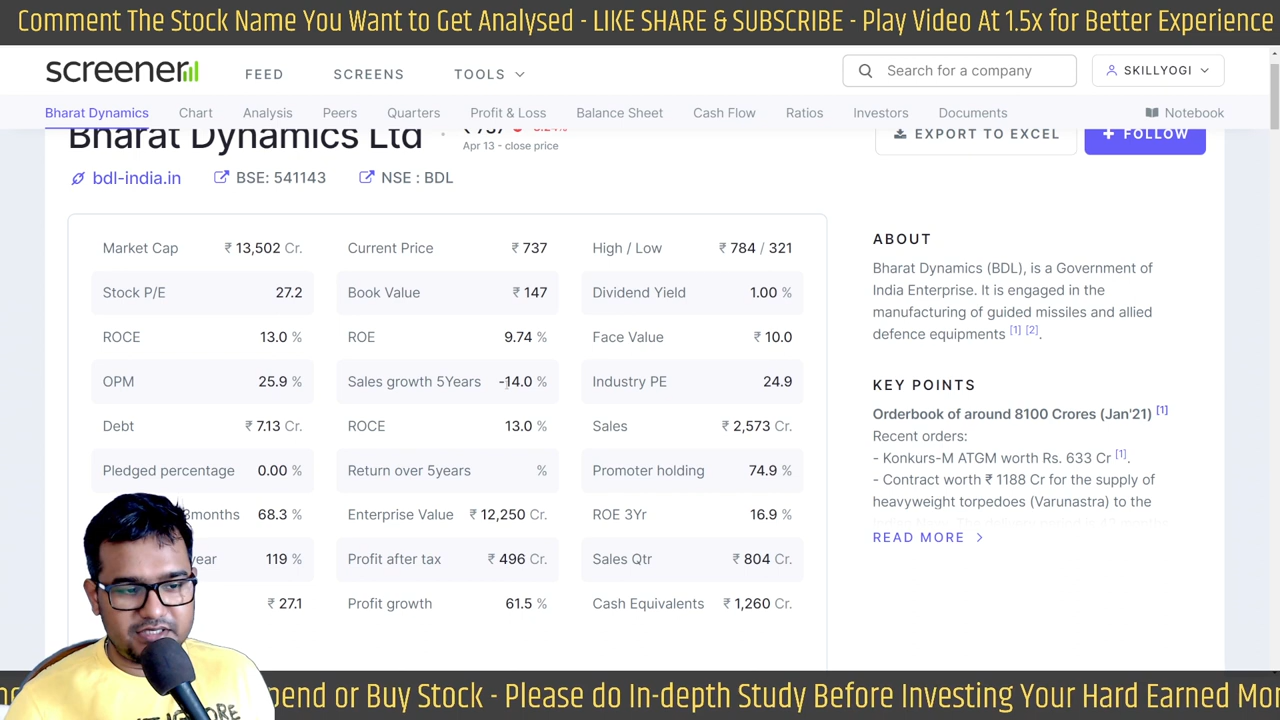 Comment The Stock Name You Want to Get Analysed - LIKE SHARE & SUBSCRIBE - Play Video At 1.5x for Better Experience
screener FEED SCREENS TOOLS Search for a company SKILLYOGI
Bharat Dynamics Chart Analysis Peers Quarters Profit & Loss Balance Sheet Cash Flow Ratios Investors Documents Notebook
Bharat Dynamics Ltd ₹ 737 EXPORT TO EXCEL + FOLLOW
Apr 13 - close price
bdl-india.in BSE: 541143 NSE : BDL
Market Cap ₹ 13,502 Cr. Current Price ₹ 737 High / Low ₹ 784 / 321
Stock P/E 27.2 Book Value ₹ 147 Dividend Yield 1.00 %
ROCE 13.0 % ROE 9.74 % Face Value ₹ 10.0
OPM 25.9 % Sales growth 5Years -14.0 % Industry PE 24.9
Debt ₹ 7.13 Cr. ROCE 13.0 % Sales ₹ 2,573 Cr.
Pledged percentage 0.00 % Return over 5years % Promoter holding 74.9 %
3months 68.3 % Enterprise Value ₹ 12,250 Cr. ROE 3Yr 16.9 %
year 119 % Profit after tax ₹ 496 Cr. Sales Qtr ₹ 804 Cr.
₹ 27.1 Profit growth 61.5 % Cash Equivalents ₹ 1,260 Cr.
ABOUT
Bharat Dynamics (BDL), is a Government of
India Enterprise. It is engaged in the
manufacturing of guided missiles and allied
defence equipments [1] [2].
KEY POINTS
Orderbook of around 8100 Crores (Jan'21) [1]
Recent orders:
- Konkurs-M ATGM worth Rs. 633 Cr [1].
- Contract worth ₹ 1188 Cr for the supply of
heavyweight torpedoes (Varunastra) to the
READ MORE >
pend or Buy Stock - Please do In-depth Study Before Investing Your Hard Earned Mo